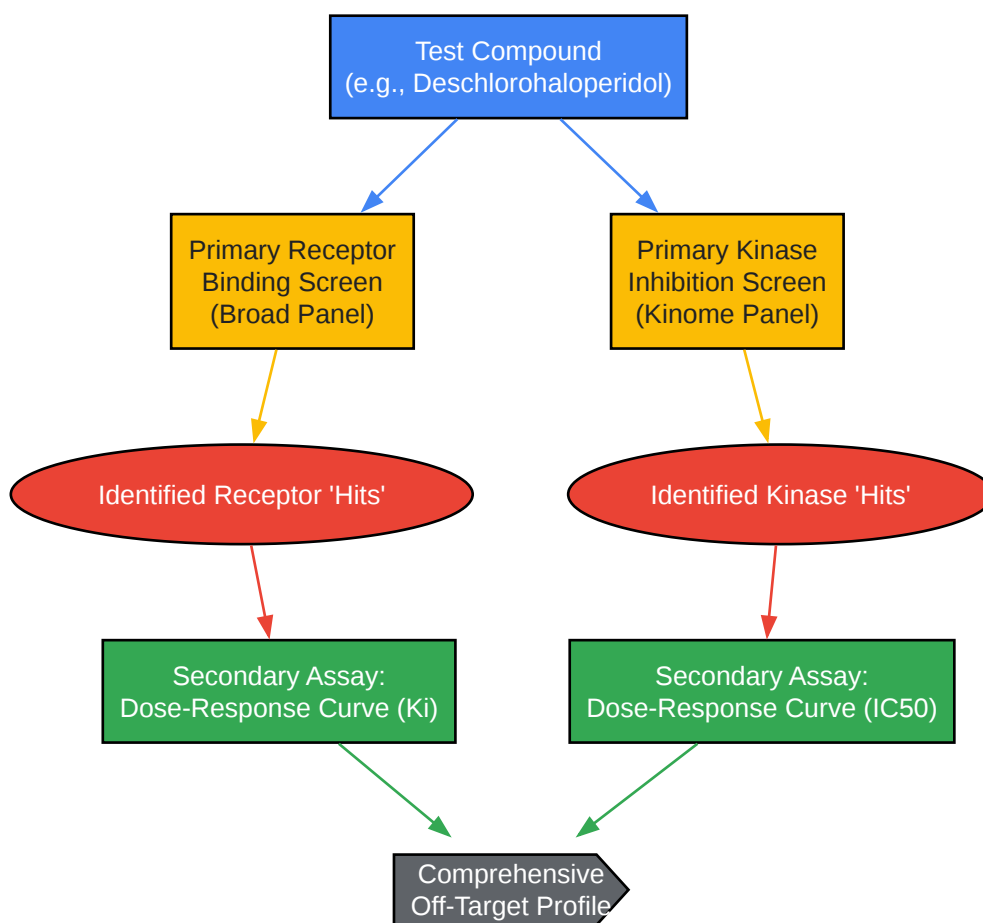 Test Compound
(e.g., Deschlorohaloperidol)
Primary Receptor
Binding Screen
(Broad Panel)
Primary Kinase
Inhibition Screen
(Kinome Panel)
Identified Receptor 'Hits'
Identified Kinase 'Hits'
Secondary Assay:
Dose-Response Curve (Ki)
Secondary Assay:
Dose-Response Curve (IC50)
Comprehensive
Off-Target Profile